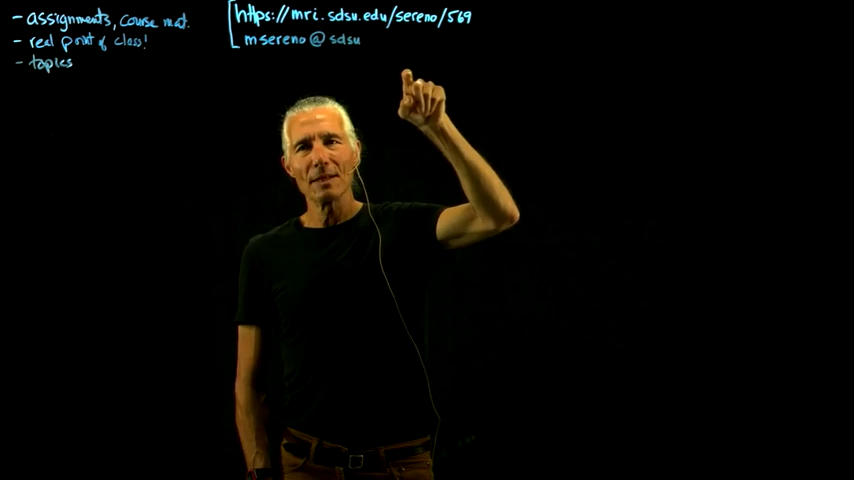 - assignments, course mat.
- real point of class!
- topics
https://mri.sdsu.edu/sereno/569
msereno@sdsu